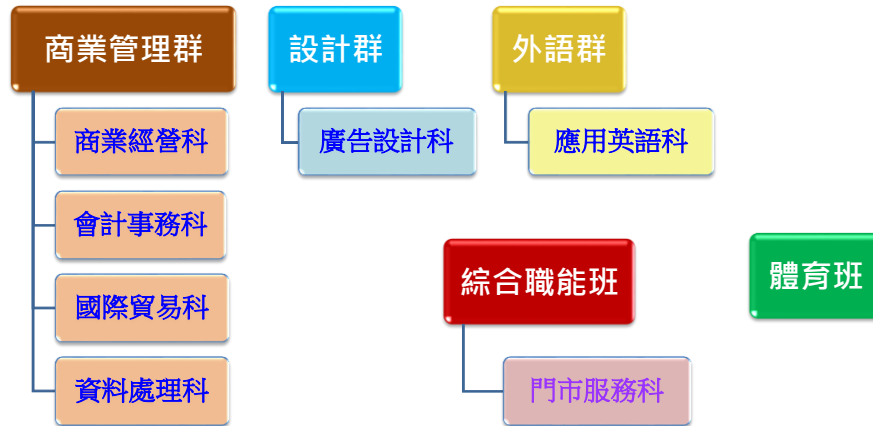 商業管理群
商業經營科
會計事務科
國際貿易科
資料處理科
設計群
廣告設計科
外語群
應用英語科
綜合職能班
門市服務科
體育班